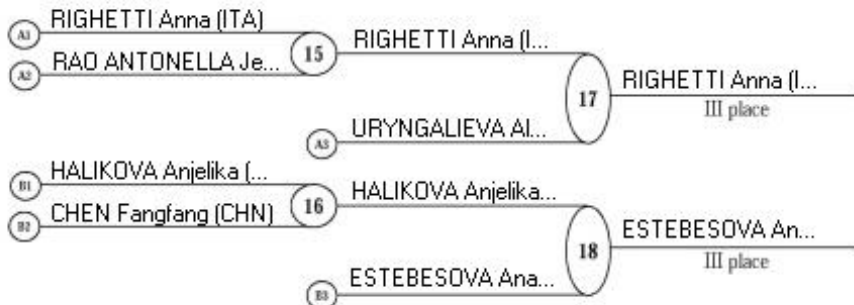 A1 RIGHETTI Anna (ITA)
A2 RAO ANTONELLA Je...
15 RIGHETTI Anna (I...
A3 URYNGALIEVA Al...
17 RIGHETTI Anna (I...
III place
B1 HALIKOVA Anjelika (...
B2 CHEN Fangfang (CHN)
16 HALIKOVA Anjelika...
B3 ESTEBESOVA Ana...
18 ESTEBESOVA An...
III place